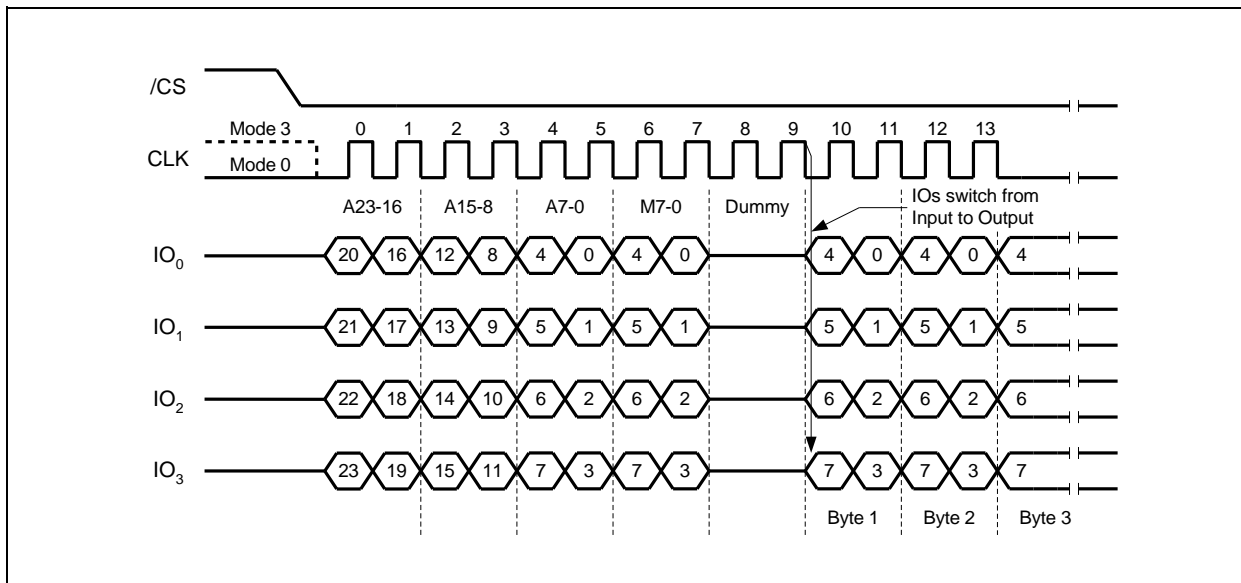 /CS
Mode 3
0 1 2 3 4 5 6 7 8 9 10 11 12 13
CLK
Mode 0
A23-16 A15-8 A7-0 M7-0 Dummy
IOs switch from
Input to Output
IO0 20 16 12 8 4 0 4 0 4 0 4 0 4
IO1 21 17 13 9 5 1 5 1 5 1 5 1 5
IO2 22 18 14 10 6 2 6 2 6 2 6 2 6
IO3 23 19 15 11 7 3 7 3 7 3 7 3 7
Byte 1 Byte 2 Byte 3